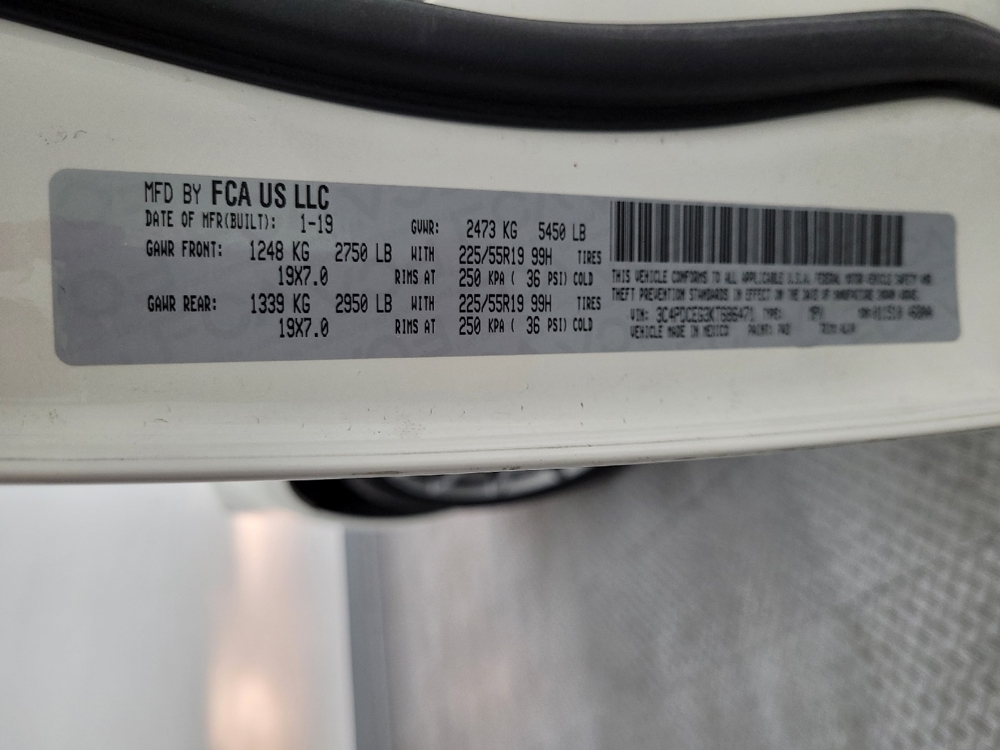 MFD BY FCA US LLC
DATE OF MFR(BUILT): 1-19 GVWR: 2473 KG 5450 LB
GAWR FRONT: 1248 KG 2750 LB WITH 225/55R19 99H TIRES
19X7.0 RIMS AT 250 KPA ( 36 PSI) COLD
GAWR REAR: 1339 KG 2950 LB WITH 225/55R19 99H TIRES
19X7.0 RIMS AT 250 KPA ( 36 PSI) COLD
THIS VEHICLE CONFORMS TO ALL APPLICABLE U.S.A. FEDERAL MOTOR VEHICLE SAFETY AND
THEFT PREVENTION STANDARDS IN EFFECT ON THE DATE OF MANUFACTURE SHOWN ABOVE.
VIN: TYPE: MPV
VEHICLE MADE IN MEXICO PAINT: